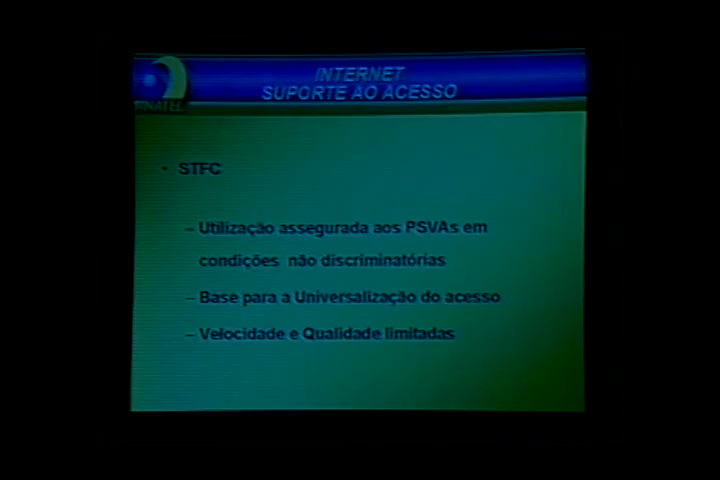 INTERNET
SUPORTE AO ACESSO
ANATEL
• STFC
– Utilização assegurada aos PSVAs em
condições não discriminatórias
– Base para a Universalização do acesso
– Velocidade e Qualidade limitadas